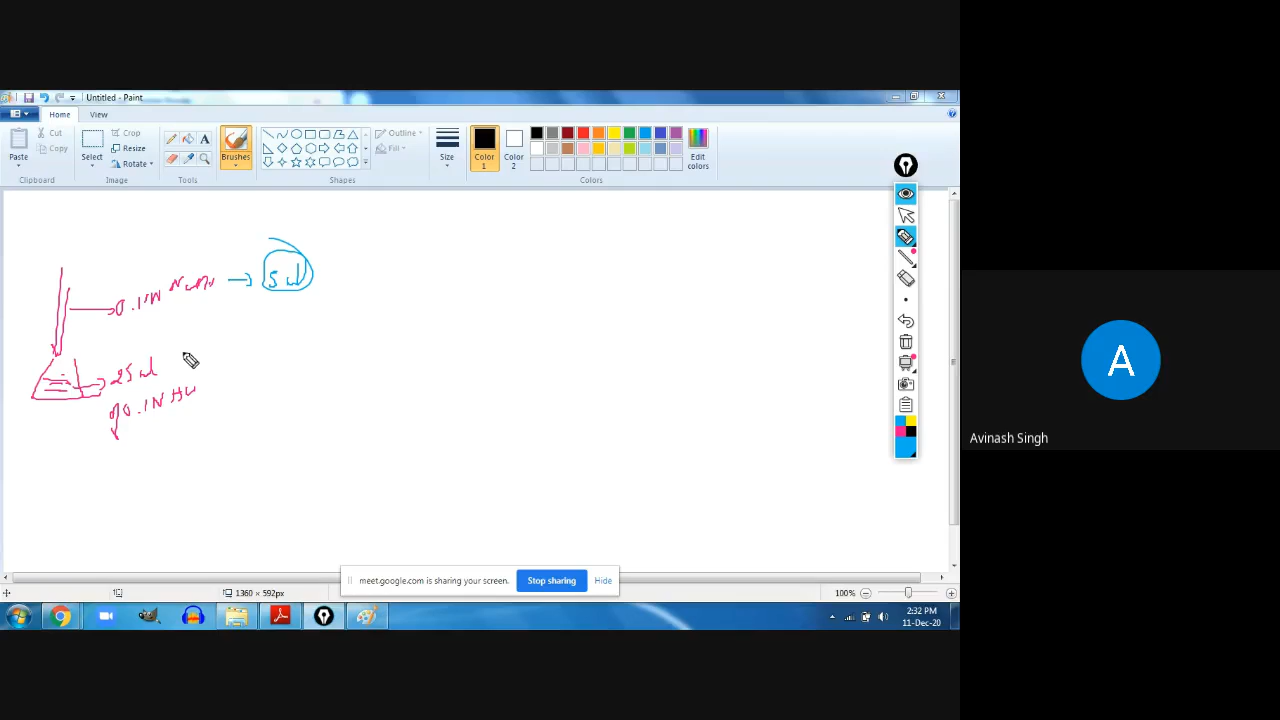 Untitled - Paint
Home
View
Paste
Cut
Copy
Clipboard
Select
Crop
Resize
Rotate
Image
A
Tools
Brushes
Shapes
Outline
Fill
Size
Color 1
Color 2
Colors
Edit colors
5 ml
0.1N
25 ml
of 0.1N
A
Avinash Singh
meet.google.com is sharing your screen.
Stop sharing
Hide
1360 × 592px
100%
2:32 PM
11-Dec-20